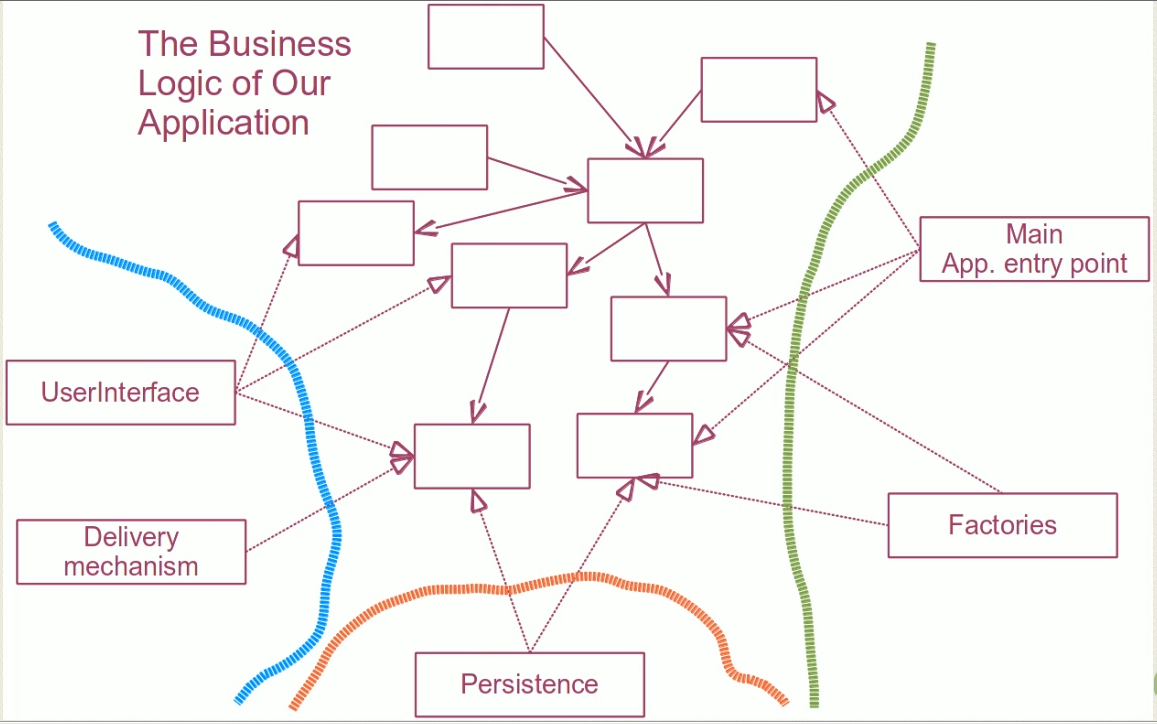 The Business
Logic of Our
Application
Main
App. entry point
UserInterface
Delivery
mechanism
Factories
Persistence